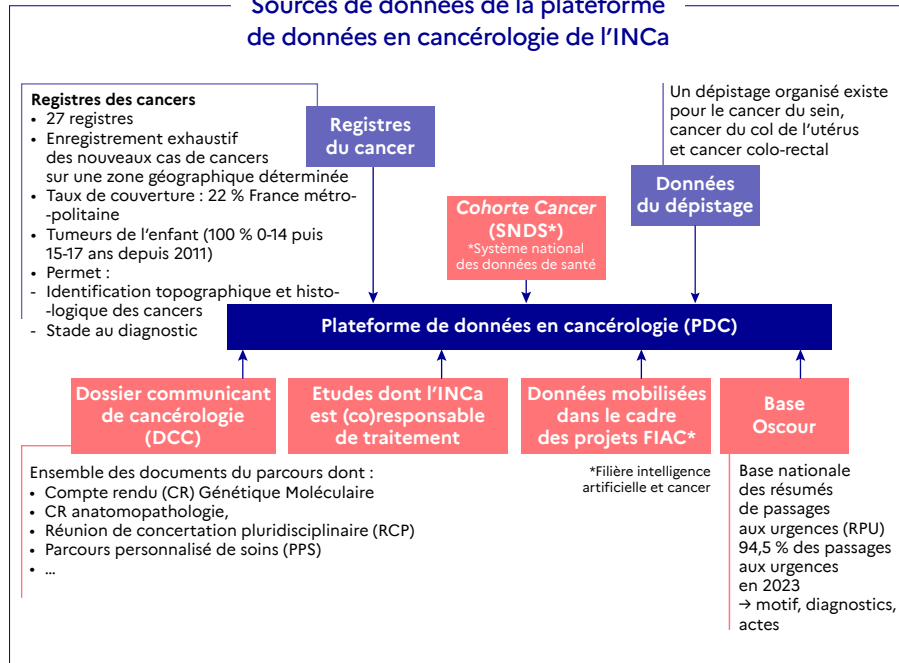 Sources de données de la plateforme
de données en cancérologie de l'INCa
Registres des cancers
• 27 registres
• Enregistrement exhaustif
des nouveaux cas de cancers
sur une zone géographique déterminée
• Taux de couverture : 22 % France métro-
-politaine
• Tumeurs de l'enfant (100 % 0-14 puis
15-17 ans depuis 2011)
• Permet :
- Identification topographique et histo-
-logique des cancers
- Stade au diagnostic
Registres
du cancer
Cohorte Cancer
(SNDS*)
*Système national
des données de santé
Un dépistage organisé existe
pour le cancer du sein,
cancer du col de l'utérus
et cancer colo-rectal
Données
du dépistage
Plateforme de données en cancérologie (PDC)
Dossier communicant
de cancérologie
(DCC)
Etudes dont l'INCa
est (co)responsable
de traitement
Données mobilisées
dans le cadre
des projets FIAC*
Base
Oscour
Ensemble des documents du parcours dont :
• Compte rendu (CR) Génétique Moléculaire
• CR anatomopathologie,
• Réunion de concertation pluridisciplinaire (RCP)
• Parcours personnalisé de soins (PPS)
• ...
*Filière intelligence
artificielle et cancer
Base nationale
des résumés
de passages
aux urgences (RPU)
94,5 % des passages
aux urgences
en 2023
→ motif, diagnostics,
actes